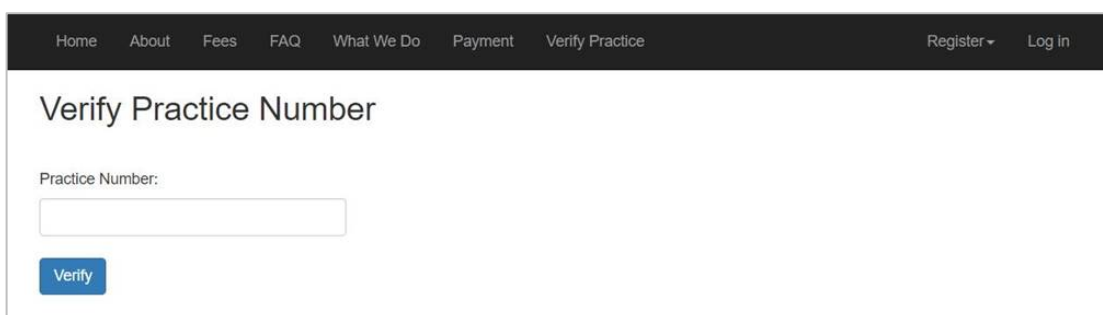 Home About Fees FAQ What We Do Payment Verify Practice Register Log in
Verify Practice Number
Practice Number:
Verify